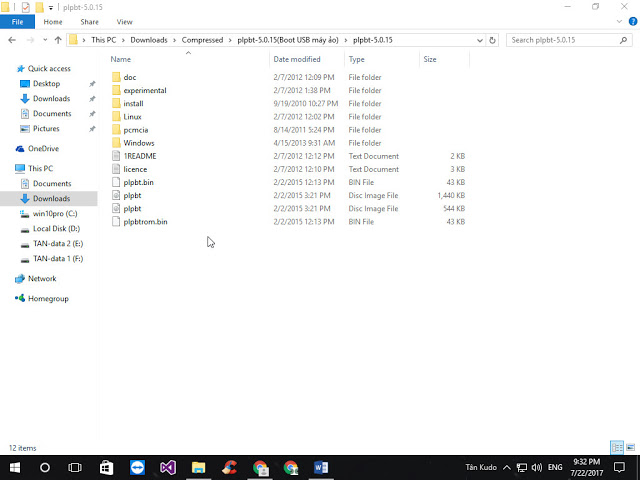 plpbt-5.0.15
File Home Share View
This PC Downloads Compressed plpbt-5.0.15(Boot USB máy ảo) plpbt-5.0.15
Search plpbt-5.0.15
Name Date modified Type Size
Quick access
Desktop
Downloads
Documents
Pictures
OneDrive
This PC
Documents
Downloads
win10pro (C:)
Local Disk (D:)
TAN-data 2 (E:)
TAN-data 1 (F:)
Network
Homegroup
doc 2/7/2012 12:09 PM File folder
experimental 2/7/2012 1:38 PM File folder
install 9/19/2010 10:27 PM File folder
Linux 2/7/2012 12:02 PM File folder
pcmcia 8/14/2011 5:24 PM File folder
Windows 4/15/2013 9:31 AM File folder
1README 2/7/2012 12:12 PM Text Document 2 KB
licence 2/7/2012 12:10 PM Text Document 3 KB
plpbt.bin 2/2/2015 12:13 PM BIN File 43 KB
plpbt 2/2/2015 3:21 PM Disc Image File 1,440 KB
plpbt 2/2/2015 3:21 PM Disc Image File 544 KB
plpbtrom.bin 2/2/2015 12:13 PM BIN File 43 KB
12 items
Tân Kudo ENG 9:32 PM
7/22/2017